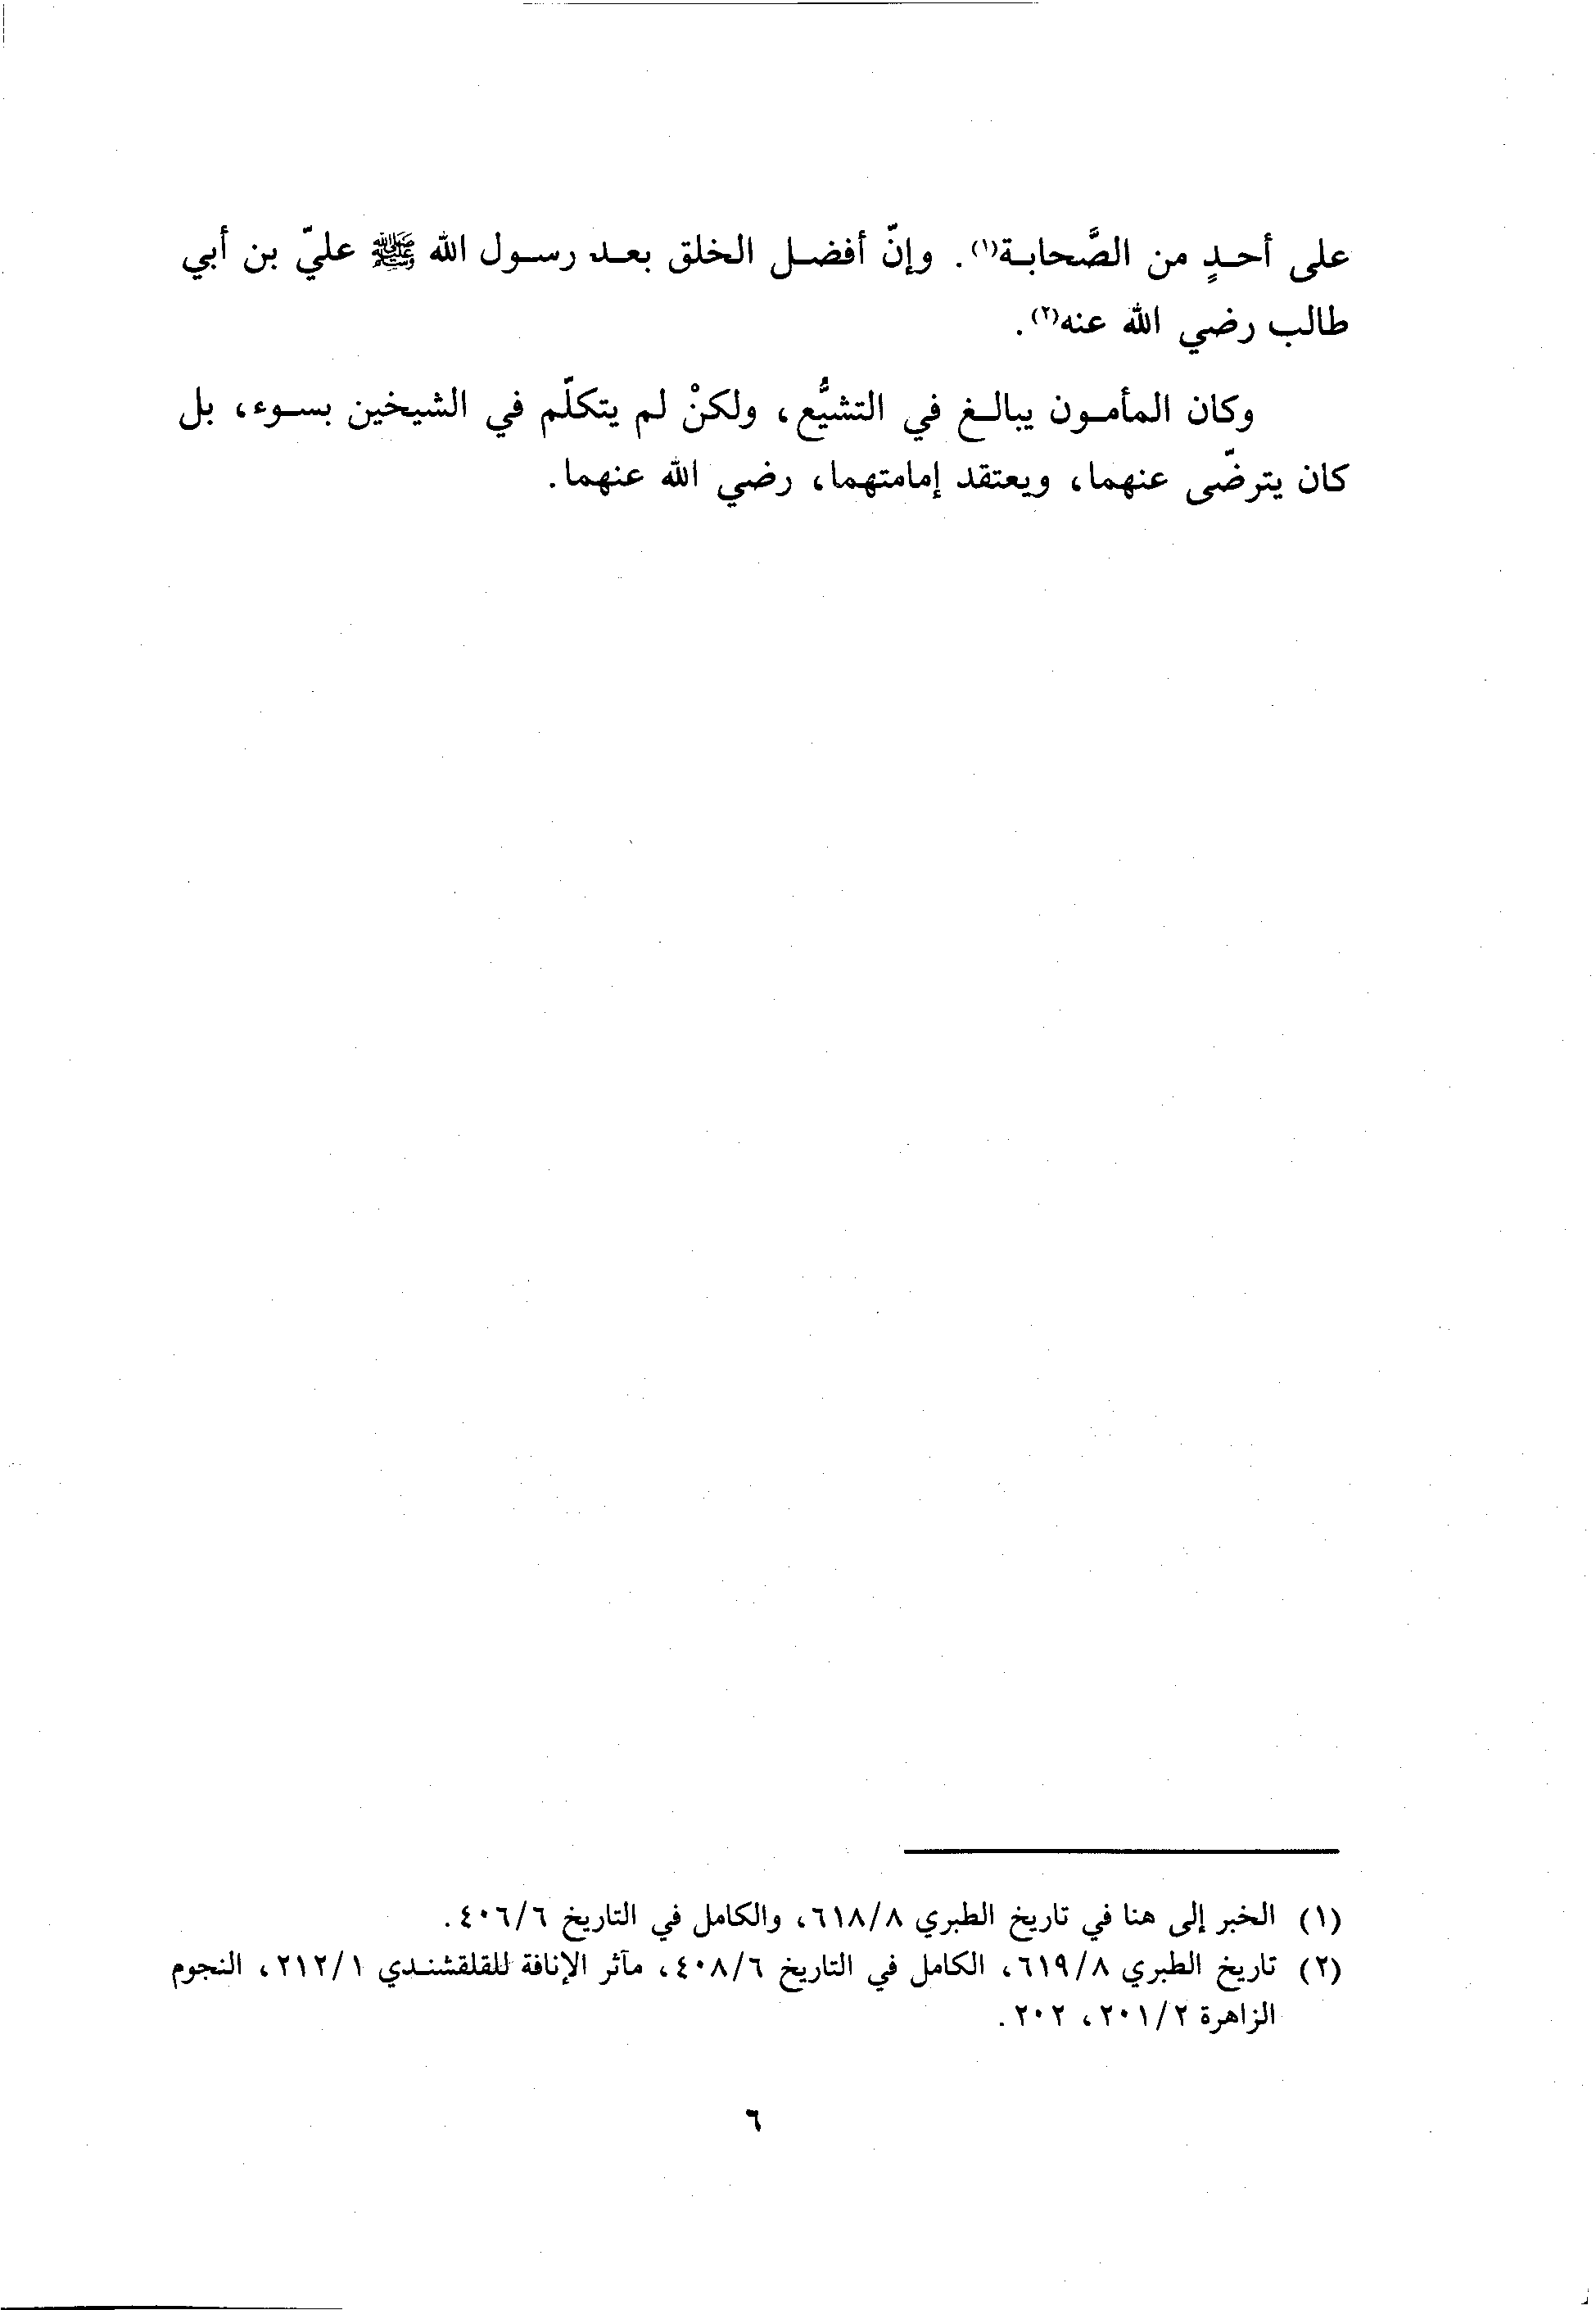 على أحدٍ من الصَّحابة(١). وإنّ أفضل الخلق بعد رسول الله ﷺ عليّ بن أبي
طالب رضي الله عنه(٢).
وكان المأمون يبالغ في التشيُّع، ولكنْ لم يتكلّم في الشيخين بسوء، بل
كان يترضّى عنهما، ويعتقد إمامتهما، رضي الله عنهما.
(١) الخبر إلى هنا في تاريخ الطبري ٦١٨/٨، والكامل في التاريخ ٤٠٦/٦.
(٢) تاريخ الطبري ٦١٩/٨، الكامل في التاريخ ٤٠٨/٦، مآثر الإنافة للقلقشندي ٢١٢/١، النجوم
الزاهرة ٢٠١/٢، ٢٠٢.
٦